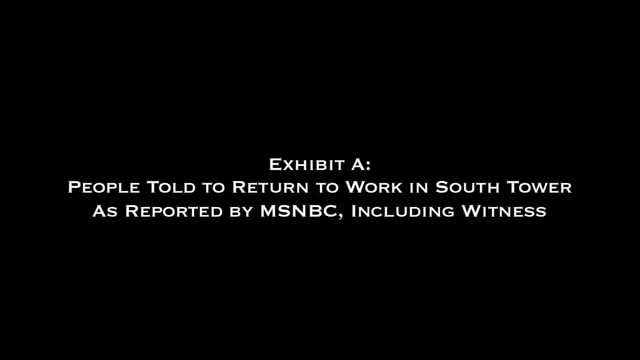 Exhibit A:
People Told to Return to Work in South Tower
As Reported by MSNBC, Including Witness